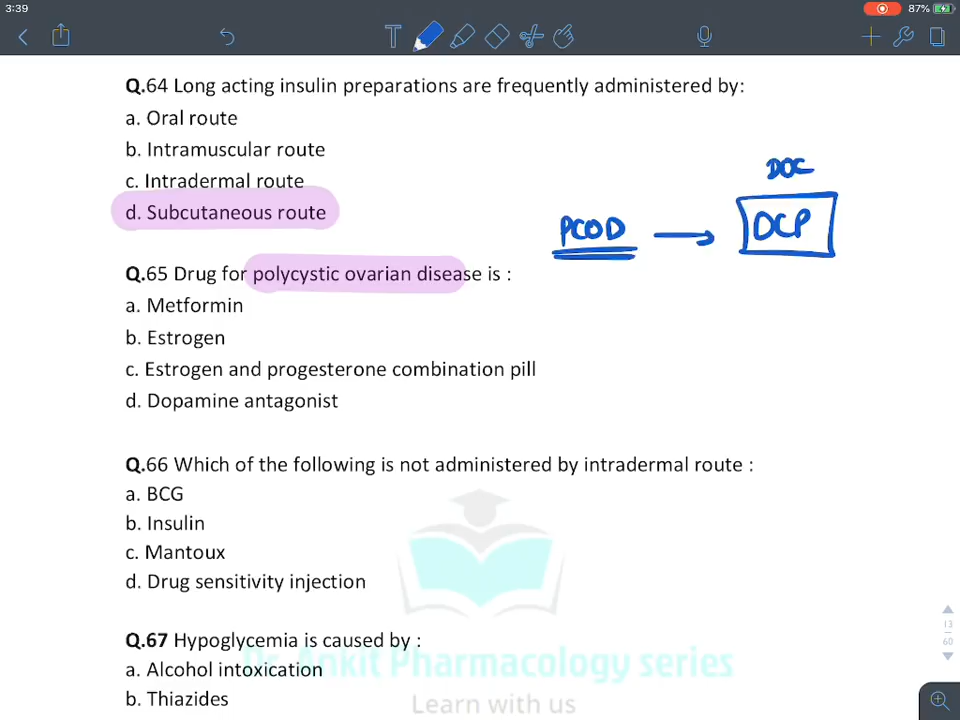 3:39
87%
T
Q.64 Long acting insulin preparations are frequently administered by:
a. Oral route
b. Intramuscular route
c. Intradermal route
d. Subcutaneous route
DOC
PCOD → OCP
Q.65 Drug for polycystic ovarian disease is :
a. Metformin
b. Estrogen
c. Estrogen and progesterone combination pill
d. Dopamine antagonist
Q.66 Which of the following is not administered by intradermal route :
a. BCG
b. Insulin
c. Mantoux
d. Drug sensitivity injection
13
60
Q.67 Hypoglycemia is caused by :
a. Alcohol intoxication
b. Thiazides
Dr. Ankit Pharmacology series
Learn with us